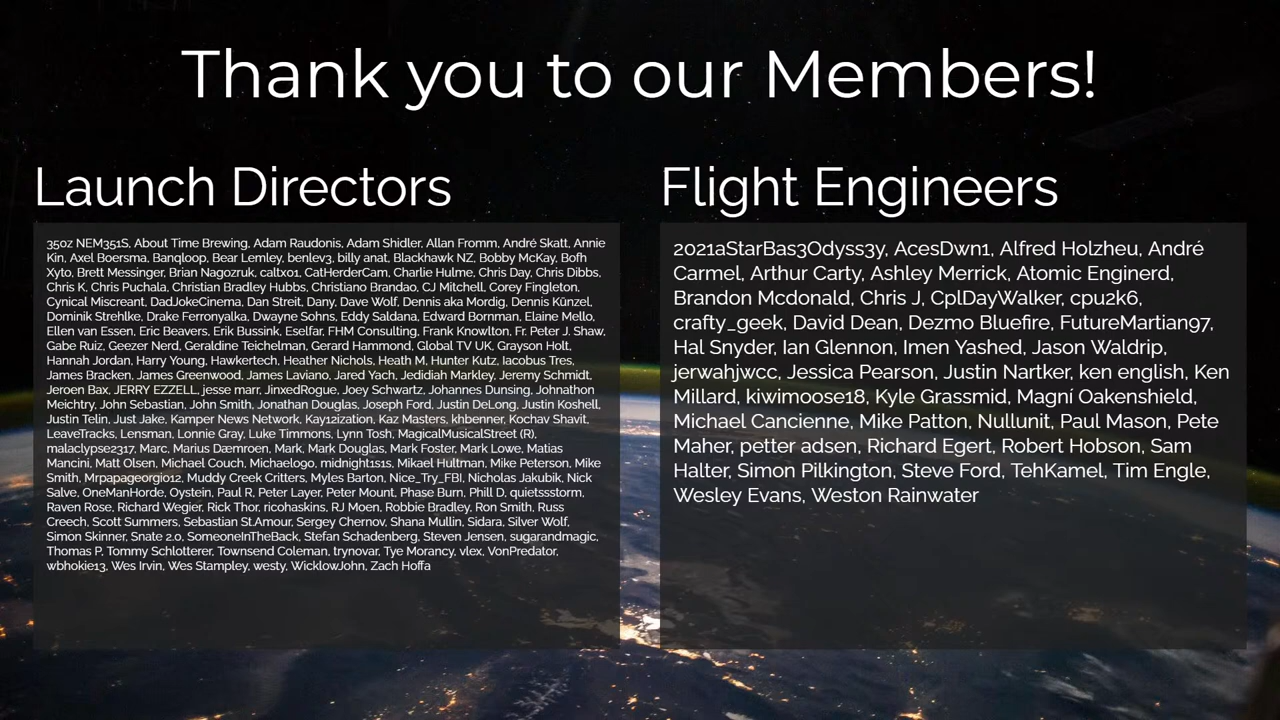 Thank you to our Members!
Launch Directors
35oz NEM351S, About Time Brewing, Adam Raudonis, Adam Shidler, Allan Fromm, André Skatt, Annie
Kin, Axel Boersma, Banqloop, Bear Lemley, benlev3, billy anat, Blackhawk NZ, Bobby McKay, Bofh
Xyto, Brett Messinger, Brian Nagozruk, caltx01, CatHerderCam, Charlie Hulme, Chris Day, Chris Dibbs,
Chris K, Chris Puchala, Christian Bradley Hubbs, Christiano Brandao, CJ Mitchell, Corey Fingleton,
Cynical Miscreant, DadJokeCinema, Dan Streit, Dany, Dave Wolf, Dennis aka Mordig, Dennis Künzel,
Dominik Strehlke, Drake Ferronyalka, Dwayne Sohns, Eddy Saldana, Edward Bornman, Elaine Mello,
Ellen van Essen, Eric Beavers, Erik Bussink, Eselfar, FHM Consulting, Frank Knowlton, Fr. Peter J. Shaw,
Gabe Ruiz, Geezer Nerd, Geraldine Teichelman, Gerard Hammond, Global TV UK, Grayson Holt,
Hannah Jordan, Harry Young, Hawkertech. Heather Nichols, Heath M, Hunter Kutz, Iacobus Tres,
James Bracken, James Greenwood, James Laviano, Jared Yach, Jedidiah Markley, Jeremy Schmidt,
Jeroen Bax, JERRY EZZELL, jesse marr, JinxedRogue, Joey Schwartz, Johannes Dunsing, Johnathon
Meichtry, John Sebastian, John Smith, Jonathan Douglas, Joseph Ford, Justin DeLong, Justin Koshell,
Justin Telin, Just Jake, Kamper News Network, Kay12ization, Kaz Masters, khbenner, Kochav Shavit,
LeaveTracks, Lensman, Lonnie Gray, Luke Timmons, Lynn Tosh, MagicalMusicalStreet (R),
malaclypse2317, Marc, Marius Dæmroen, Mark, Mark Douglas, Mark Foster, Mark Lowe, Matias
Mancini, Matt Olsen, Michael Couch, Michael090, midnight1s1s, Mikael Hultman, Mike Peterson, Mike
Smith, Mrpapageorgio12, Muddy Creek Critters, Myles Barton, Nice_Try_FBI, Nicholas Jakubik, Nick
Salve, OneManHorde, Oystein, Paul R, Peter Layer, Peter Mount, Phase Burn, Phill D, quietssstorm,
Raven Rose, Richard Wegier, Rick Thor, ricohaskins, RJ Moen, Robbie Bradley, Ron Smith, Russ
Creech, Scott Summers, Sebastian St.Amour, Sergey Chernov, Shana Mullin, Sidara, Silver Wolf,
Simon Skinner, Snate 2.0, SomeoneInTheBack, Stefan Schadenberg, Steven Jensen, sugarandmagic,
Thomas P, Tommy Schlotterer, Townsend Coleman, trynovar, Tye Morancy, vlex, VonPredator,
wbhokie13, Wes Irvin, Wes Stampley, westy, WicklowJohn, Zach Hoffa
Flight Engineers
2021aStarBas3Odyss3y, AcesDwn1, Alfred Holzheu, André
Carmel, Arthur Carty, Ashley Merrick, Atomic Enginerd,
Brandon Mcdonald, Chris J, CplDayWalker, cpu2k6,
crafty_geek, David Dean, Dezmo Bluefire, FutureMartian97,
Hal Snyder, Ian Glennon, Imen Yashed, Jason Waldrip,
jerwahjwcc, Jessica Pearson, Justin Nartker, ken english, Ken
Millard, kiwimoose18, Kyle Grassmid, Magní Oakenshield,
Michael Cancienne, Mike Patton, Nullunit, Paul Mason, Pete
Maher, petter adsen, Richard Egert, Robert Hobson, Sam
Halter, Simon Pilkington, Steve Ford, TehKamel, Tim Engle,
Wesley Evans, Weston Rainwater